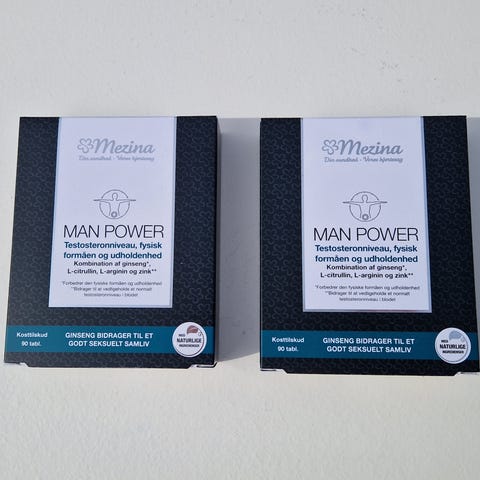 Mezina
Din sundhed - Vores hjertesag
MAN POWER
Testosteronniveau, fysisk
formåen og udholdenhed
Kombination af ginseng*,
L-citrullin, L-arginin og zink**
*Forbedrer den fysiske formåen og udholdenhed
**Bidrager til at vedligeholde et normalt
testosteronniveau i blodet
Kosttilskud
90 tabl.
GINSENG BIDRAGER TIL ET
GODT SEKSUELT SAMLIV
MED
NATURLIGE
INGREDIENSER
Mezina
Din sundhed - Vores hjertesag
MAN POWER
Testosteronniveau, fysisk
formåen og udholdenhed
Kombination af ginseng*,
L-citrullin, L-arginin og zink**
*Forbedrer den fysiske formåen og udholdenhed
**Bidrager til at vedligeholde et normalt
testosteronniveau i blodet
Kosttilskud
90 tabl.
GINSENG BIDRAGER TIL ET
GODT SEKSUELT SAMLIV
MED
NATURLIGE
INGREDIENSER